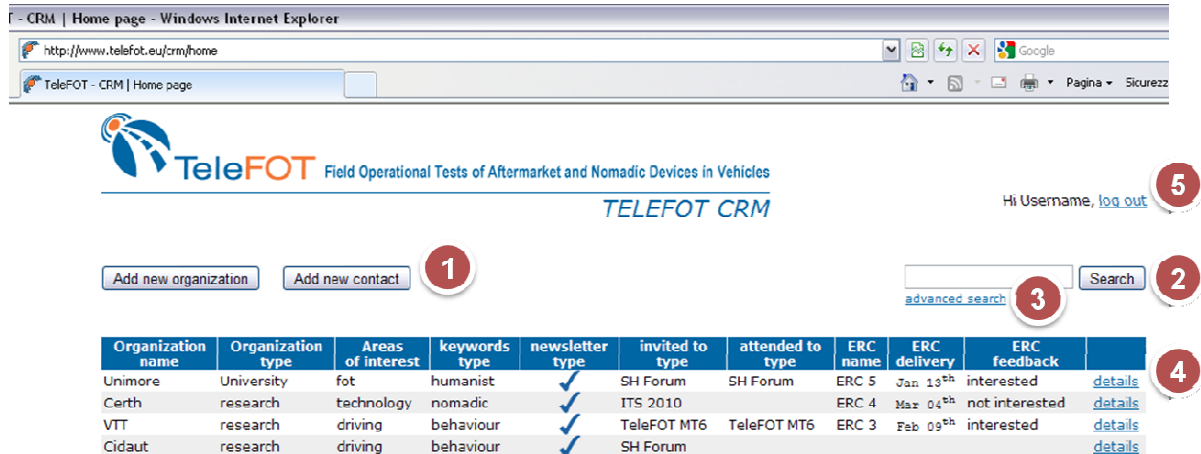 T - CRM | Home page - Windows Internet Explorer
http://www.telefot.eu/crm/home
Google
TeleFOT - CRM | Home page
Pagina
Sicurezz
TeleFOT Field Operational Tests of Aftermarket and Nomadic Devices in Vehicles
TELEFOT CRM
Hi Username, log out
5
Add new organization
Add new contact
1
Search
2
advanced search
3
Organization name Organization type Areas of interest keywords type newsletter type invited to type attended to type ERC name ERC delivery ERC feedback
Unimore University fot humanist ✓ SH Forum SH Forum ERC 5 Jan 13th interested details
4
Certh research technology nomadic ✓ ITS 2010 ERC 4 Mar 04th not interested details
VTT research driving behaviour ✓ TeleFOT MT6 TeleFOT MT6 ERC 3 Feb 09th interested details
Cidaut research driving behaviour ✓ SH Forum details